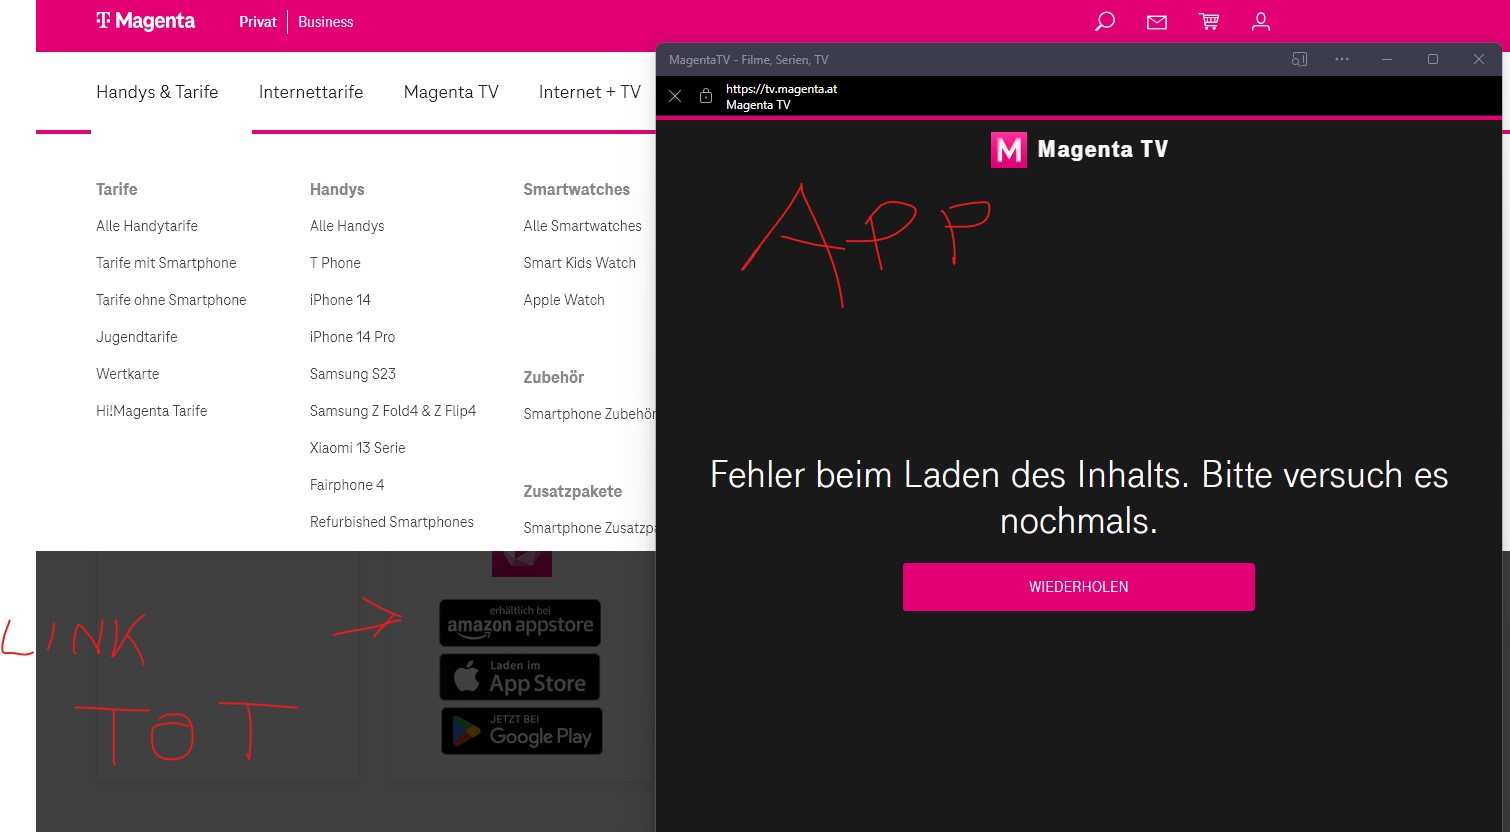 T Magenta
Privat | Business
Handys & Tarife
Internettarife
Magenta TV
Internet + TV
Tarife
Alle Handytarife
Tarife mit Smartphone
Tarife ohne Smartphone
Jugendtarife
Wertkarte
Hi!Magenta Tarife
Handys
Alle Handys
T Phone
iPhone 14
iPhone 14 Pro
Samsung S23
Samsung Z Fold4 & Z Flip4
Xiaomi 13 Serie
Fairphone 4
Refurbished Smartphones
Smartwatches
Alle Smartwatches
Smart Kids Watch
Apple Watch
Zubehör
Smartphone Zubehör
Zusatzpakete
Smartphone Zusatzpa
LINK
TOT
erhältlich bei
amazon appstore
Laden im
App Store
JETZT BEI
Google Play
MagentaTV - Filme, Serien, TV
https://tv.magenta.at
Magenta TV
M Magenta TV
APP
Fehler beim Laden des Inhalts. Bitte versuch es
nochmals.
WIEDERHOLEN